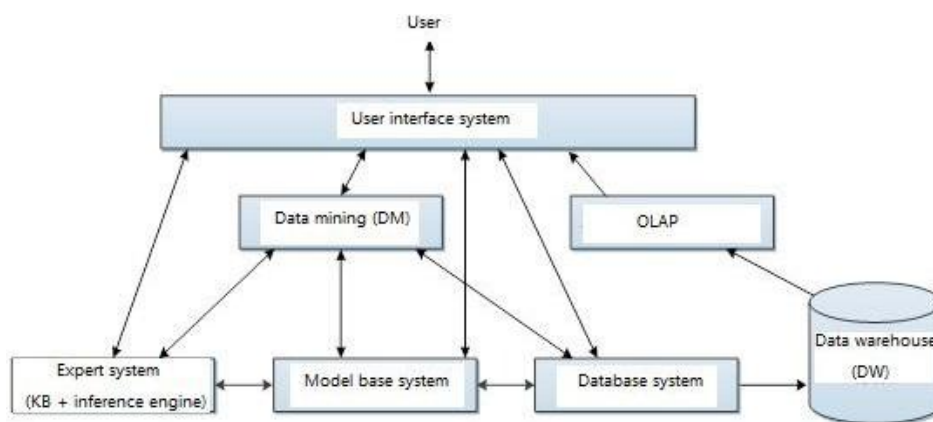 User
User interface system
Data mining (DM)
OLAP
Data warehouse
(DW)
Expert system
(KB + inference engine)
Model base system
Database system